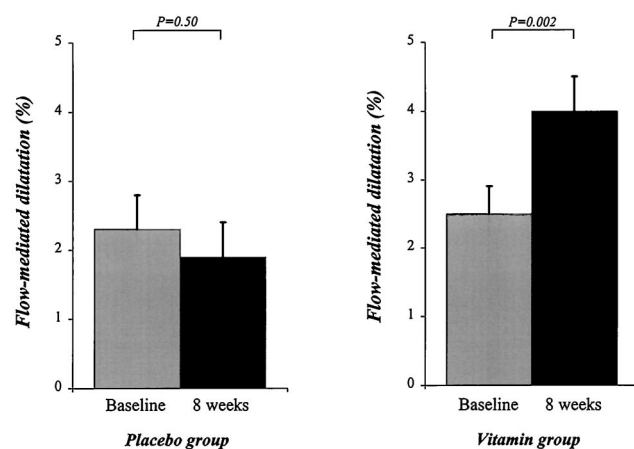 P=0.50
5
4
3
2
1
0
Flow-mediated dilatation (%)
Baseline 8 weeks
Placebo group
P=0.002
5
4
3
2
1
0
Flow-mediated dilatation (%)
Baseline 8 weeks
Vitamin group